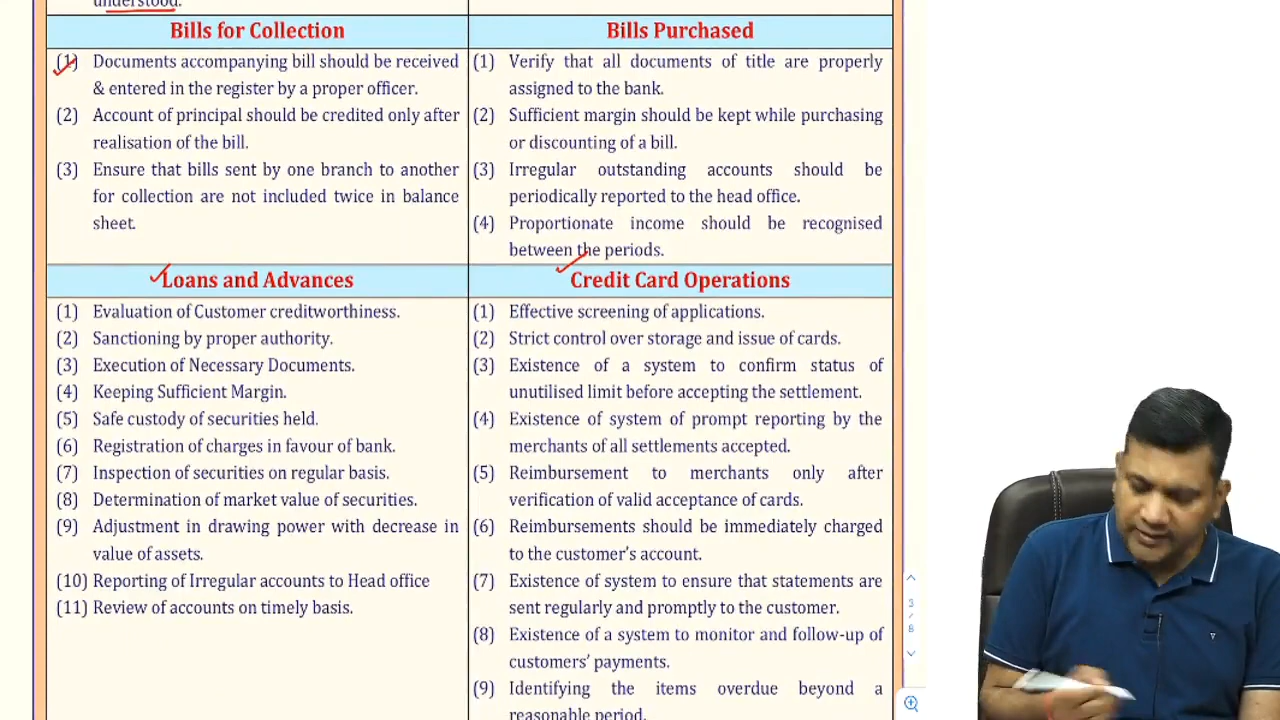 understood.
Bills for Collection
(1) Documents accompanying bill should be received
& entered in the register by a proper officer.
(2) Account of principal should be credited only after
realisation of the bill.
(3) Ensure that bills sent by one branch to another
for collection are not included twice in balance
sheet.
Bills Purchased
(1) Verify that all documents of title are properly
assigned to the bank.
(2) Sufficient margin should be kept while purchasing
or discounting of a bill.
(3) Irregular outstanding accounts should be
periodically reported to the head office.
(4) Proportionate income should be recognised
between the periods.
Loans and Advances
(1) Evaluation of Customer creditworthiness.
(2) Sanctioning by proper authority.
(3) Execution of Necessary Documents.
(4) Keeping Sufficient Margin.
(5) Safe custody of securities held.
(6) Registration of charges in favour of bank.
(7) Inspection of securities on regular basis.
(8) Determination of market value of securities.
(9) Adjustment in drawing power with decrease in
value of assets.
(10) Reporting of Irregular accounts to Head office
(11) Review of accounts on timely basis.
Credit Card Operations
(1) Effective screening of applications.
(2) Strict control over storage and issue of cards.
(3) Existence of a system to confirm status of
unutilised limit before accepting the settlement.
(4) Existence of system of prompt reporting by the
merchants of all settlements accepted.
(5) Reimbursement to merchants only after
verification of valid acceptance of cards.
(6) Reimbursements should be immediately charged
to the customer's account.
(7) Existence of system to ensure that statements are
sent regularly and promptly to the customer.
(8) Existence of a system to monitor and follow-up of
customers' payments.
(9) Identifying the items overdue beyond a
reasonable period.
3
/
8